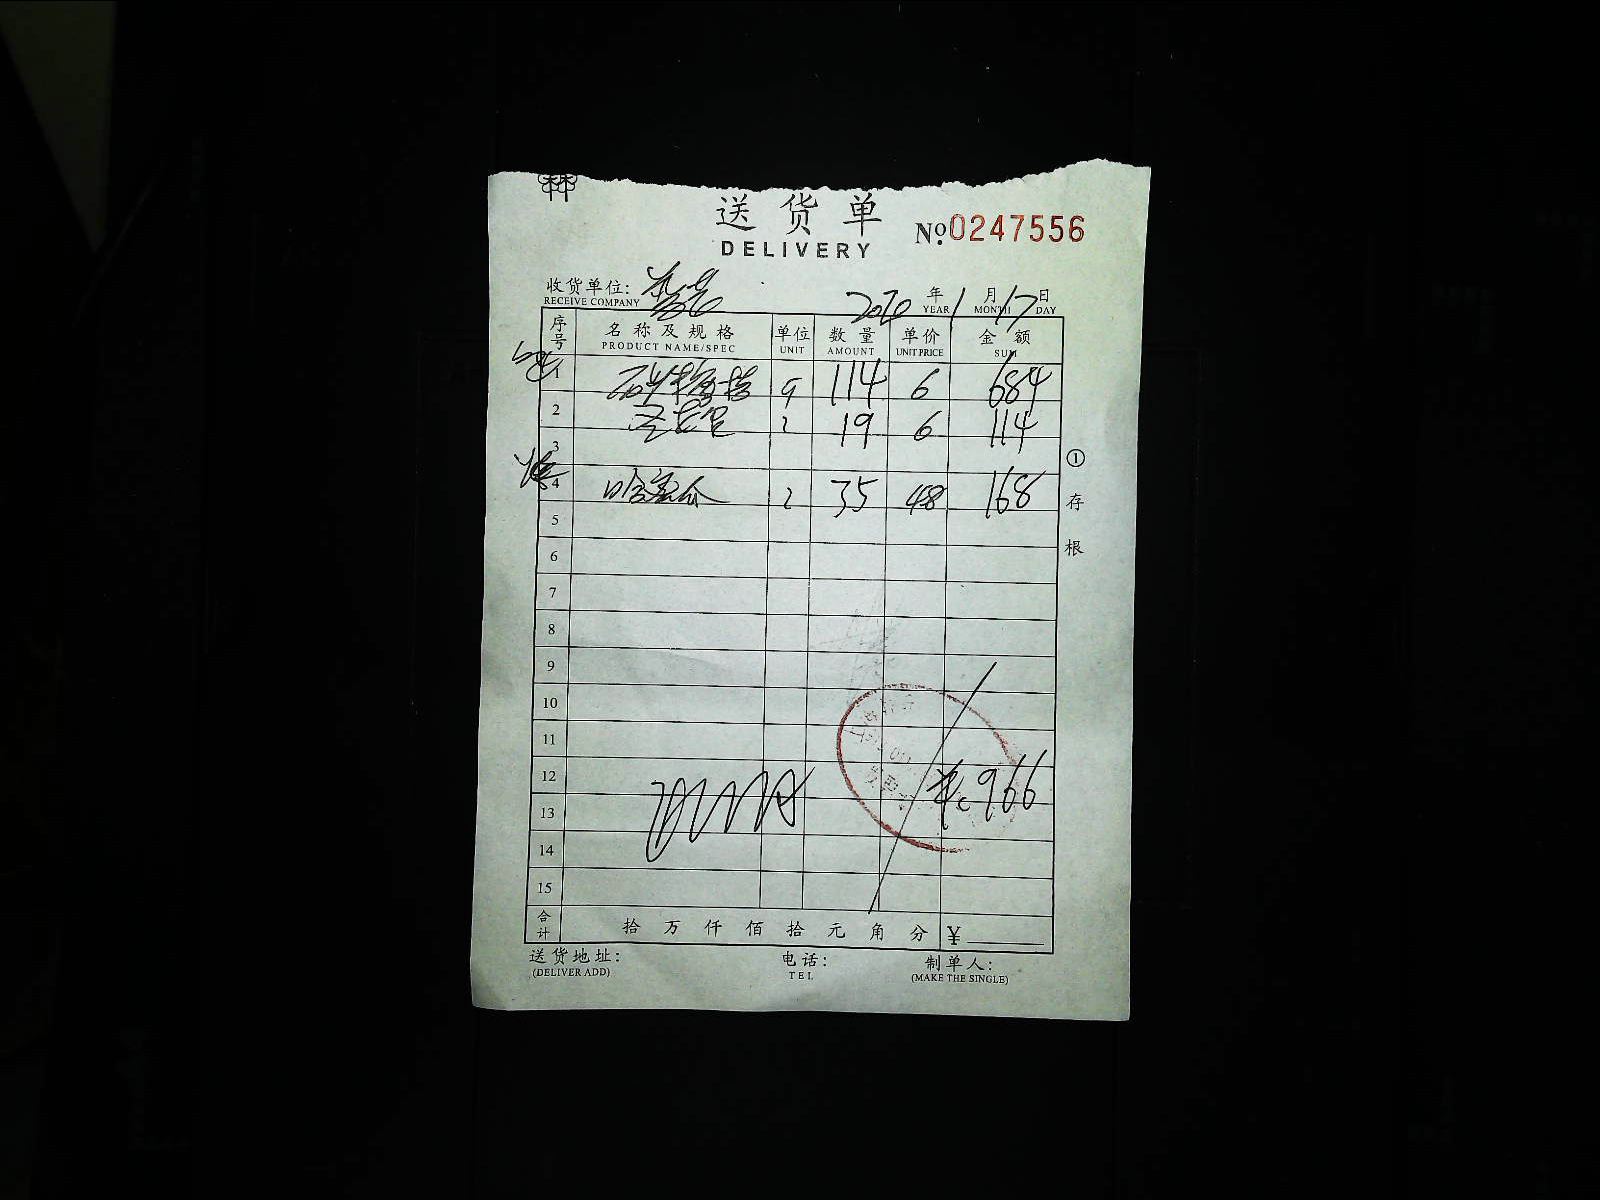 送货单
DELIVERY
No. 0247556
收货单位:
RECEIVE COMPANY
2020 年 1 月 17 日
YEAR MONTH DAY
序号 名称及规格 单位 数量 单价 金额
PRODUCT NAME/SPEC UNIT AMOUNT UNIT PRICE SUM
1 114 6 684
2 19 6 114
3
4 哈密瓜 35 48 168
5
6
7
8
9
10
11
12 966
13
14
15
合计 拾 万 仟 佰 拾 元 角 分 ¥
送货地址: 电话: 制单人:
(DELIVER ADD) TEL (MAKE THE SINGLE)
① 存根